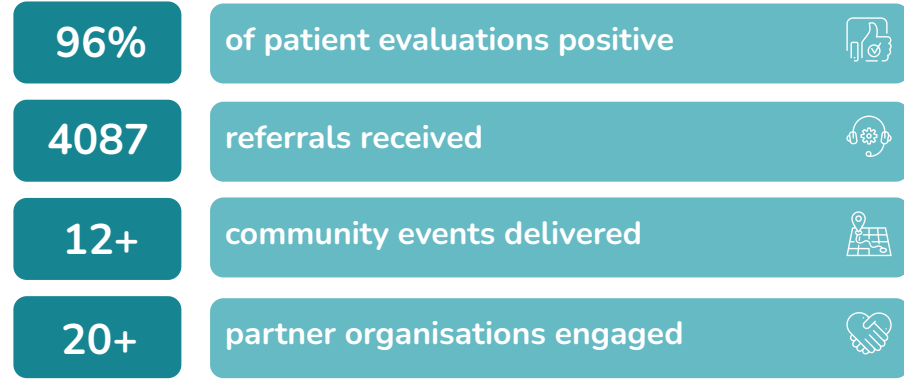 96% of patient evaluations positive
4087 referrals received
12+ community events delivered
20+ partner organisations engaged